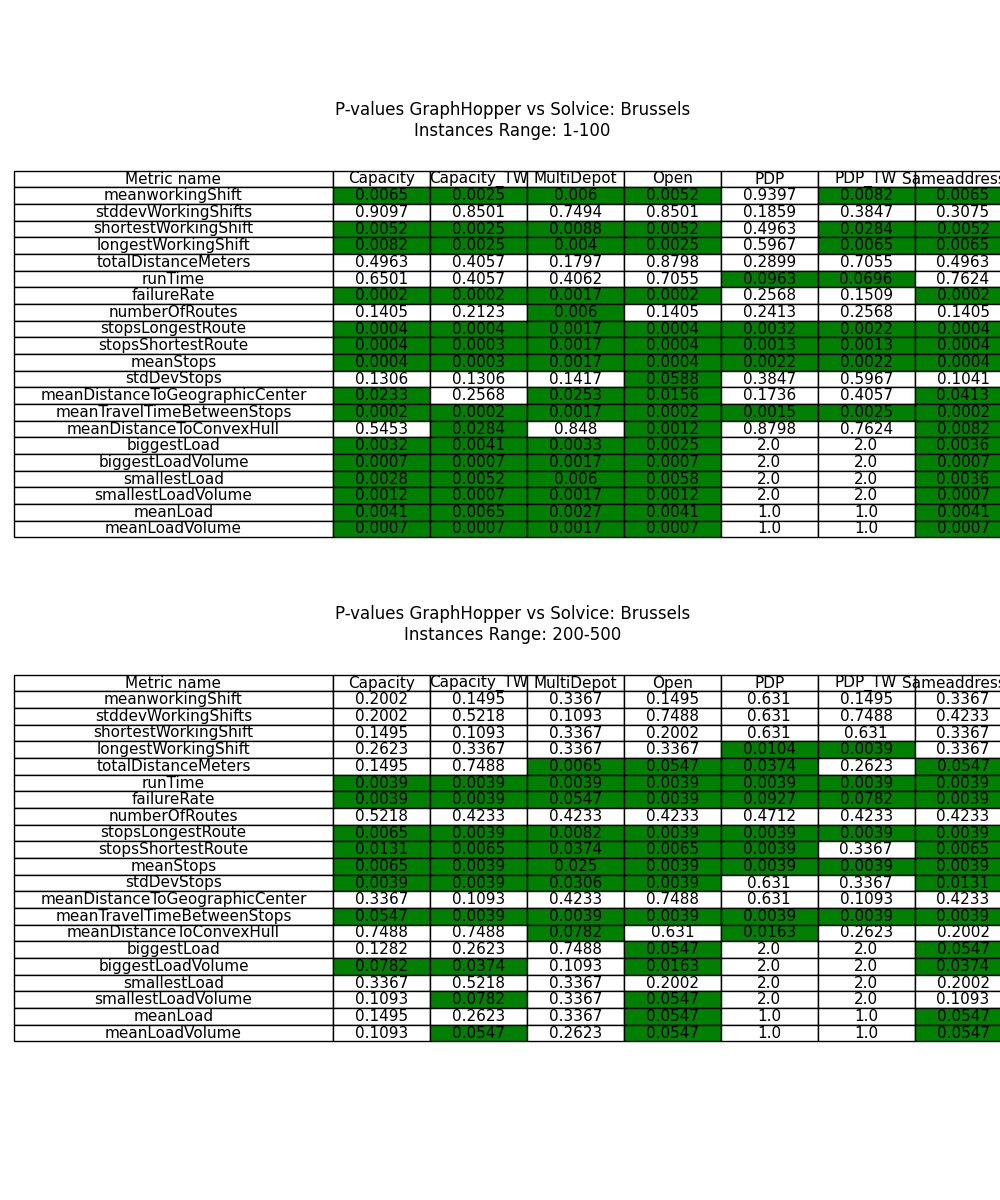 P-values GraphHopper vs Solvice: Brussels
Instances Range: 1-100
Metric name Capacity Capacity_TW MultiDepot Open PDP PDP_TW Sameaddress
meanworkingShift 0.0065 0.0025 0.006 0.0052 0.9397 0.0082 0.0065
stddevWorkingShifts 0.9097 0.8501 0.7494 0.8501 0.1859 0.3847 0.3075
shortestWorkingShift 0.0052 0.0025 0.0088 0.0052 0.4963 0.0284 0.0052
longestWorkingShift 0.0082 0.0025 0.004 0.0025 0.5967 0.0065 0.0065
totalDistanceMeters 0.4963 0.4057 0.1797 0.8798 0.2899 0.7055 0.4963
runTime 0.6501 0.4057 0.4062 0.7055 0.0963 0.0696 0.7624
failureRate 0.0002 0.0002 0.0017 0.0002 0.2568 0.1509 0.0002
numberOfRoutes 0.1405 0.2123 0.006 0.1405 0.2413 0.2568 0.1405
stopsLongestRoute 0.0004 0.0004 0.0017 0.0004 0.0032 0.0022 0.0004
stopsShortestRoute 0.0004 0.0003 0.0017 0.0004 0.0013 0.0013 0.0004
meanStops 0.0004 0.0003 0.0017 0.0004 0.0022 0.0022 0.0004
stdDevStops 0.1306 0.1306 0.1417 0.0588 0.3847 0.5967 0.1041
meanDistanceToGeographicCenter 0.0233 0.2568 0.0253 0.0156 0.1736 0.4057 0.0413
meanTravelTimeBetweenStops 0.0002 0.0002 0.0017 0.0002 0.0015 0.0025 0.0002
meanDistanceToConvexHull 0.5453 0.0284 0.848 0.0012 0.8798 0.7624 0.0082
biggestLoad 0.0032 0.0041 0.0033 0.0025 2.0 2.0 0.0036
biggestLoadVolume 0.0007 0.0007 0.0017 0.0007 2.0 2.0 0.0007
smallestLoad 0.0028 0.0052 0.006 0.0058 2.0 2.0 0.0036
smallestLoadVolume 0.0012 0.0007 0.0017 0.0012 2.0 2.0 0.0007
meanLoad 0.0041 0.0065 0.0027 0.0041 1.0 1.0 0.0041
meanLoadVolume 0.0007 0.0007 0.0017 0.0007 1.0 1.0 0.0007
P-values GraphHopper vs Solvice: Brussels
Instances Range: 200-500
Metric name Capacity Capacity_TW MultiDepot Open PDP PDP_TW Sameaddress
meanworkingShift 0.2002 0.1495 0.3367 0.1495 0.631 0.1495 0.3367
stddevWorkingShifts 0.2002 0.5218 0.1093 0.7488 0.631 0.7488 0.4233
shortestWorkingShift 0.1495 0.1093 0.3367 0.2002 0.631 0.631 0.3367
longestWorkingShift 0.2623 0.3367 0.3367 0.3367 0.0104 0.0039 0.3367
totalDistanceMeters 0.1495 0.7488 0.0065 0.0547 0.0374 0.2623 0.0547
runTime 0.0039 0.0039 0.0039 0.0039 0.0039 0.0039 0.0039
failureRate 0.0039 0.0039 0.0547 0.0039 0.0927 0.0782 0.0039
numberOfRoutes 0.5218 0.4233 0.4233 0.4233 0.4712 0.4233 0.4233
stopsLongestRoute 0.0065 0.0039 0.0082 0.0039 0.0039 0.0039 0.0039
stopsShortestRoute 0.0131 0.0065 0.0374 0.0065 0.0039 0.3367 0.0065
meanStops 0.0065 0.0039 0.025 0.0039 0.0039 0.0039 0.0039
stdDevStops 0.0039 0.0039 0.0306 0.0039 0.631 0.3367 0.0131
meanDistanceToGeographicCenter 0.3367 0.1093 0.4233 0.7488 0.631 0.1093 0.4233
meanTravelTimeBetweenStops 0.0547 0.0039 0.0039 0.0039 0.0039 0.0039 0.0039
meanDistanceToConvexHull 0.7488 0.7488 0.0782 0.631 0.0163 0.2623 0.2002
biggestLoad 0.1282 0.2623 0.7488 0.0547 2.0 2.0 0.0547
biggestLoadVolume 0.0782 0.0374 0.1093 0.0163 2.0 2.0 0.0374
smallestLoad 0.3367 0.5218 0.3367 0.2002 2.0 2.0 0.2002
smallestLoadVolume 0.1093 0.0782 0.3367 0.0547 2.0 2.0 0.1093
meanLoad 0.1495 0.2623 0.3367 0.0547 1.0 1.0 0.0547
meanLoadVolume 0.1093 0.0547 0.2623 0.0547 1.0 1.0 0.0547